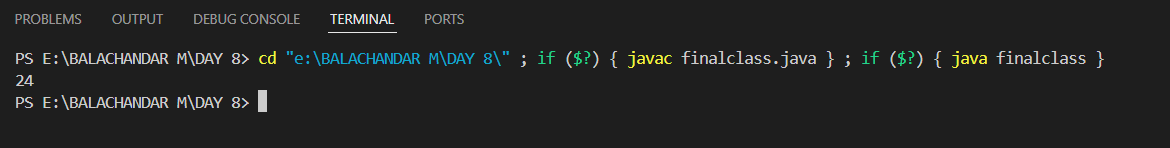 PROBLEMS OUTPUT DEBUG CONSOLE TERMINAL PORTS
PS E:\BALACHANDAR M\DAY 8> cd "e:\BALACHANDAR M\DAY 8\" ; if ($?) { javac finalclass.java } ; if ($?) { java finalclass }
24
PS E:\BALACHANDAR M\DAY 8>